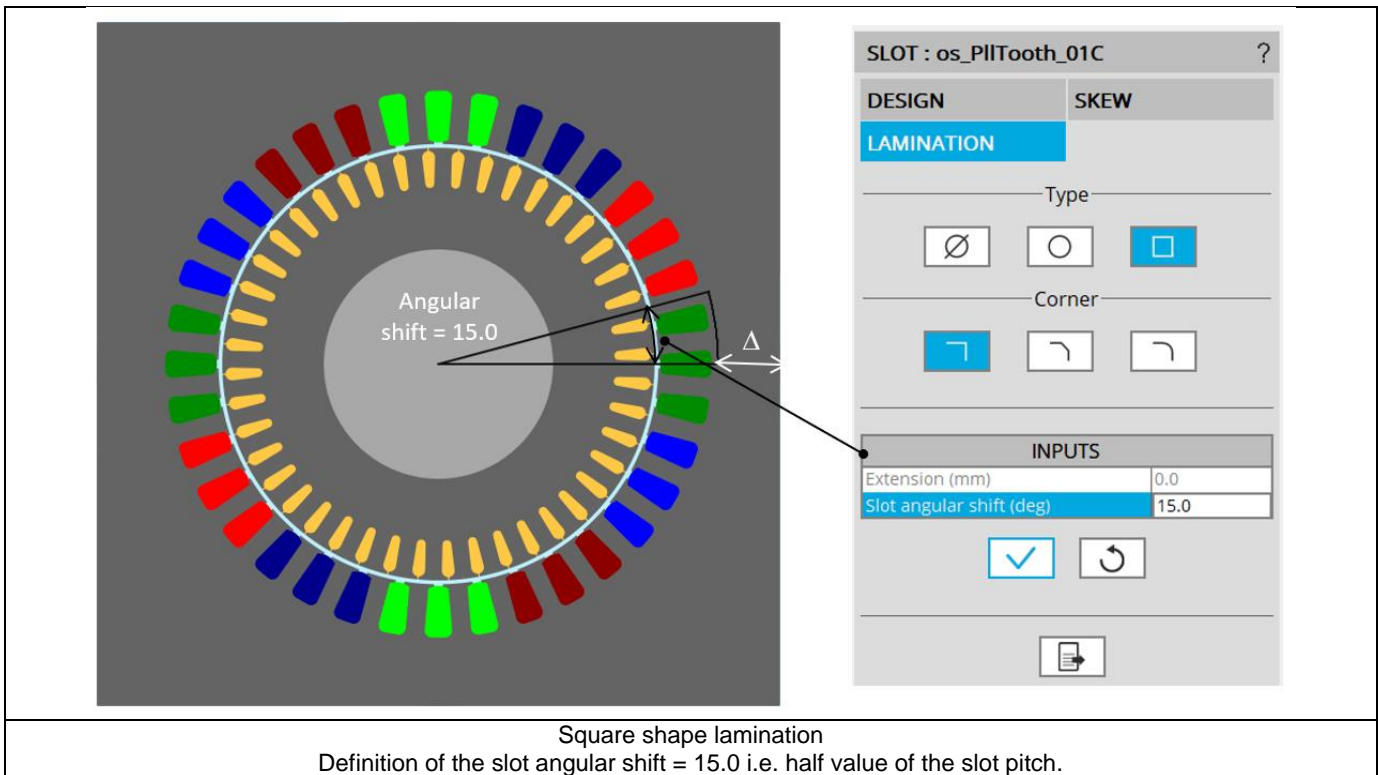 Angular
shift = 15.0
Δ
SLOT : os_PllTooth_01C ?
DESIGN SKEW
LAMINATION
Type
Corner
INPUTS
Extension (mm) 0.0
Slot angular shift (deg) 15.0
Square shape lamination
Definition of the slot angular shift = 15.0 i.e. half value of the slot pitch.